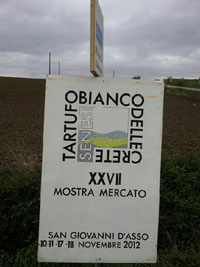 TARTUFO
BIANCO
DELLE
CRETE
SENESI
XXVII
MOSTRA MERCATO
SAN GIOVANNI D'ASSO
10·11·17·18 NOVEMBRE 2012